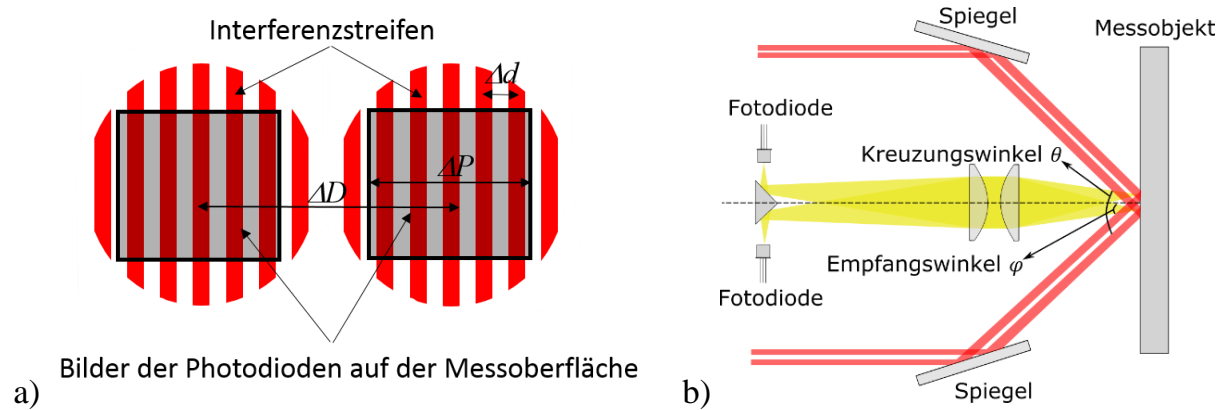 Interferenzstreifen
Δd
ΔP
ΔD
Bilder der Photodioden auf der Messoberfläche
a)
Spiegel
Messobjekt
Fotodiode
Kreuzungswinkel θ
Empfangswinkel φ
Fotodiode
Spiegel
b)